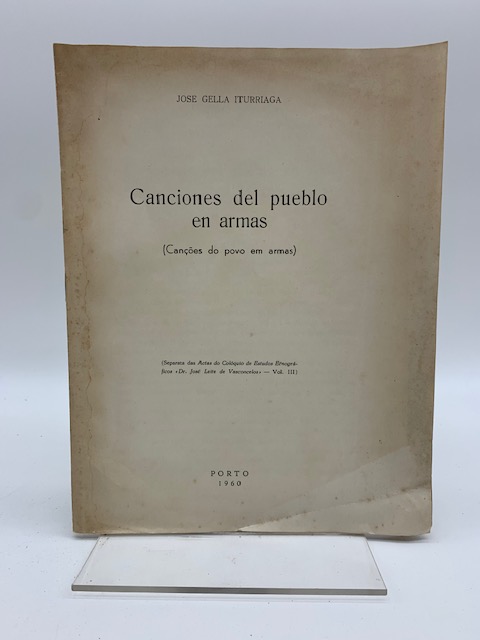 JOSE GELLA ITURRIAGA
Canciones del pueblo
en armas
(Canções do povo em armas)
(Separata das Actas do Colóquio de Estudos Etnográ-
ficos «Dr. José Leite de Vasconcelos» — Vol. III)
PORTO
1960